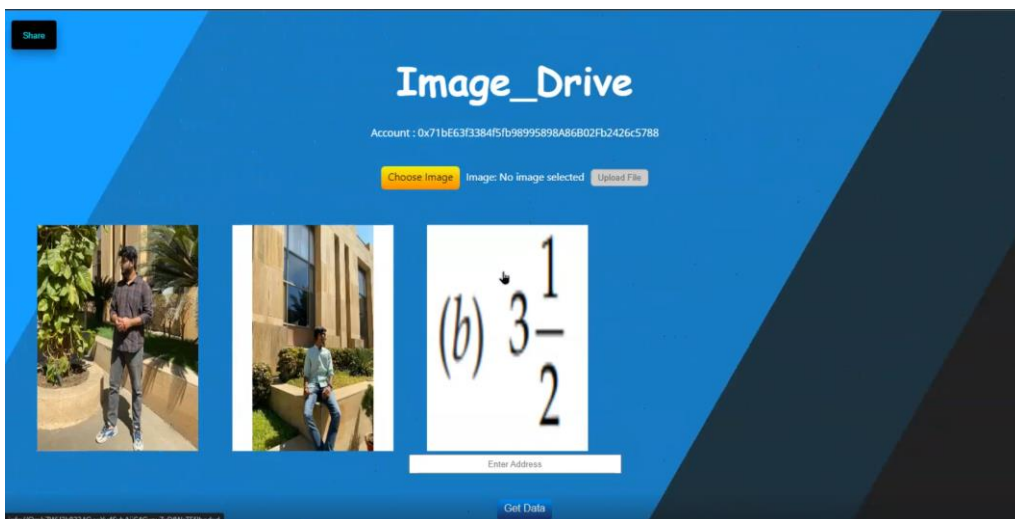 Share
Image_Drive
Account : 0x71bE63f3384f5fb98995898A86B02Fb2426c5788
Choose Image Image: No image selected Upload File
(b) 3 1/2
Enter Address
Get Data